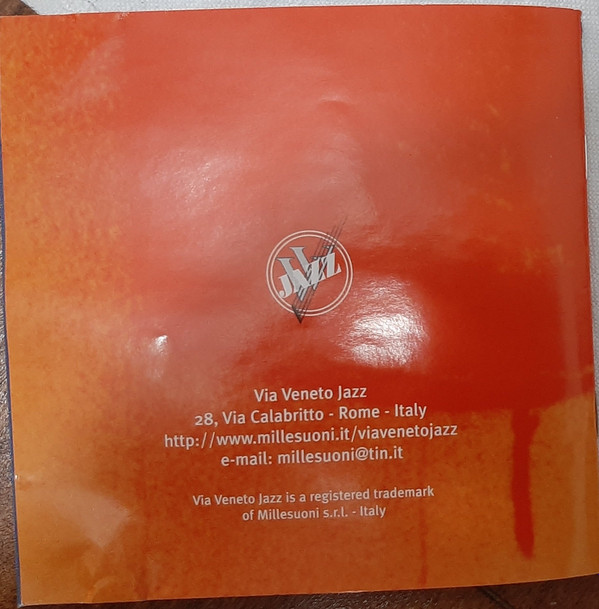 V
JAZZ
Via Veneto Jazz
28, Via Calabritto - Rome - Italy
http://www.millesuoni.it/viavenetojazz
e-mail: millesuoni@tin.it
Via Veneto Jazz is a registered trademark
of Millesuoni s.r.l. - Italy